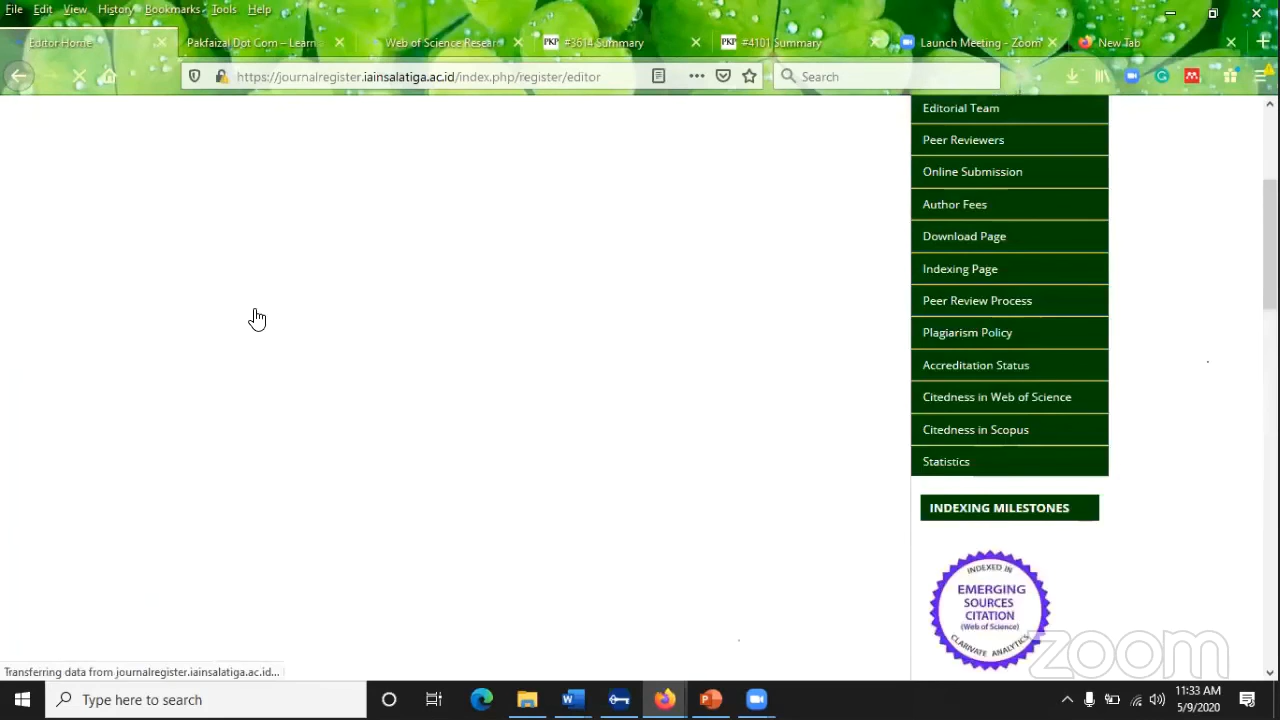 File Edit View History Bookmarks Tools Help
Editor Home
Pakfaizal Dot Com – Learna
Web of Science Resear
PKP #3614 Summary
PKP #4101 Summary
Launch Meeting - Zoom
New Tab
https://journalregister.iainsalatiga.ac.id/index.php/register/editor
Search
Editorial Team
Peer Reviewers
Online Submission
Author Fees
Download Page
Indexing Page
Peer Review Process
Plagiarism Policy
Accreditation Status
Citedness in Web of Science
Citedness in Scopus
Statistics
INDEXING MILESTONES
INDEXED IN
EMERGING
SOURCES
CITATION
(Web of Science)
CLARIVATE ANALYTICS
zoom
Transferring data from journalregister.iainsalatiga.ac.id...
Type here to search
11:33 AM
5/9/2020